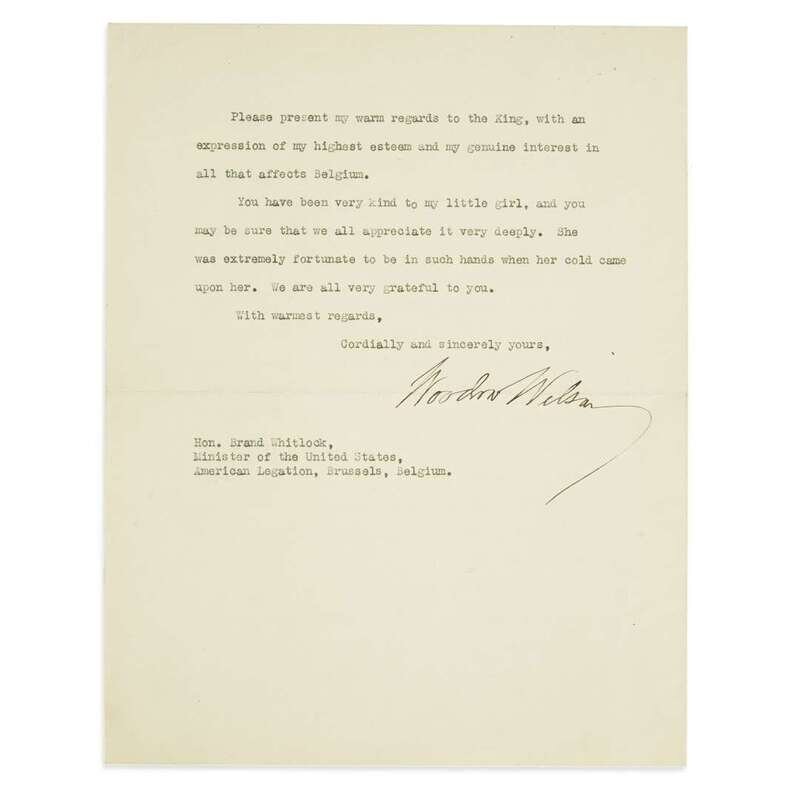 Please present my warm regards to the King, with an
expression of my highest esteem and my genuine interest in
all that affects Belgium.
You have been very kind to my little girl, and you
may be sure that we all appreciate it very deeply. She
was extremely fortunate to be in such hands when her cold came
upon her. We are all very grateful to you.
With warmest regards,
Cordially and sincerely yours,
Woodrow Wilson
Hon. Brand Whitlock,
Minister of the United States,
American Legation, Brussels, Belgium.